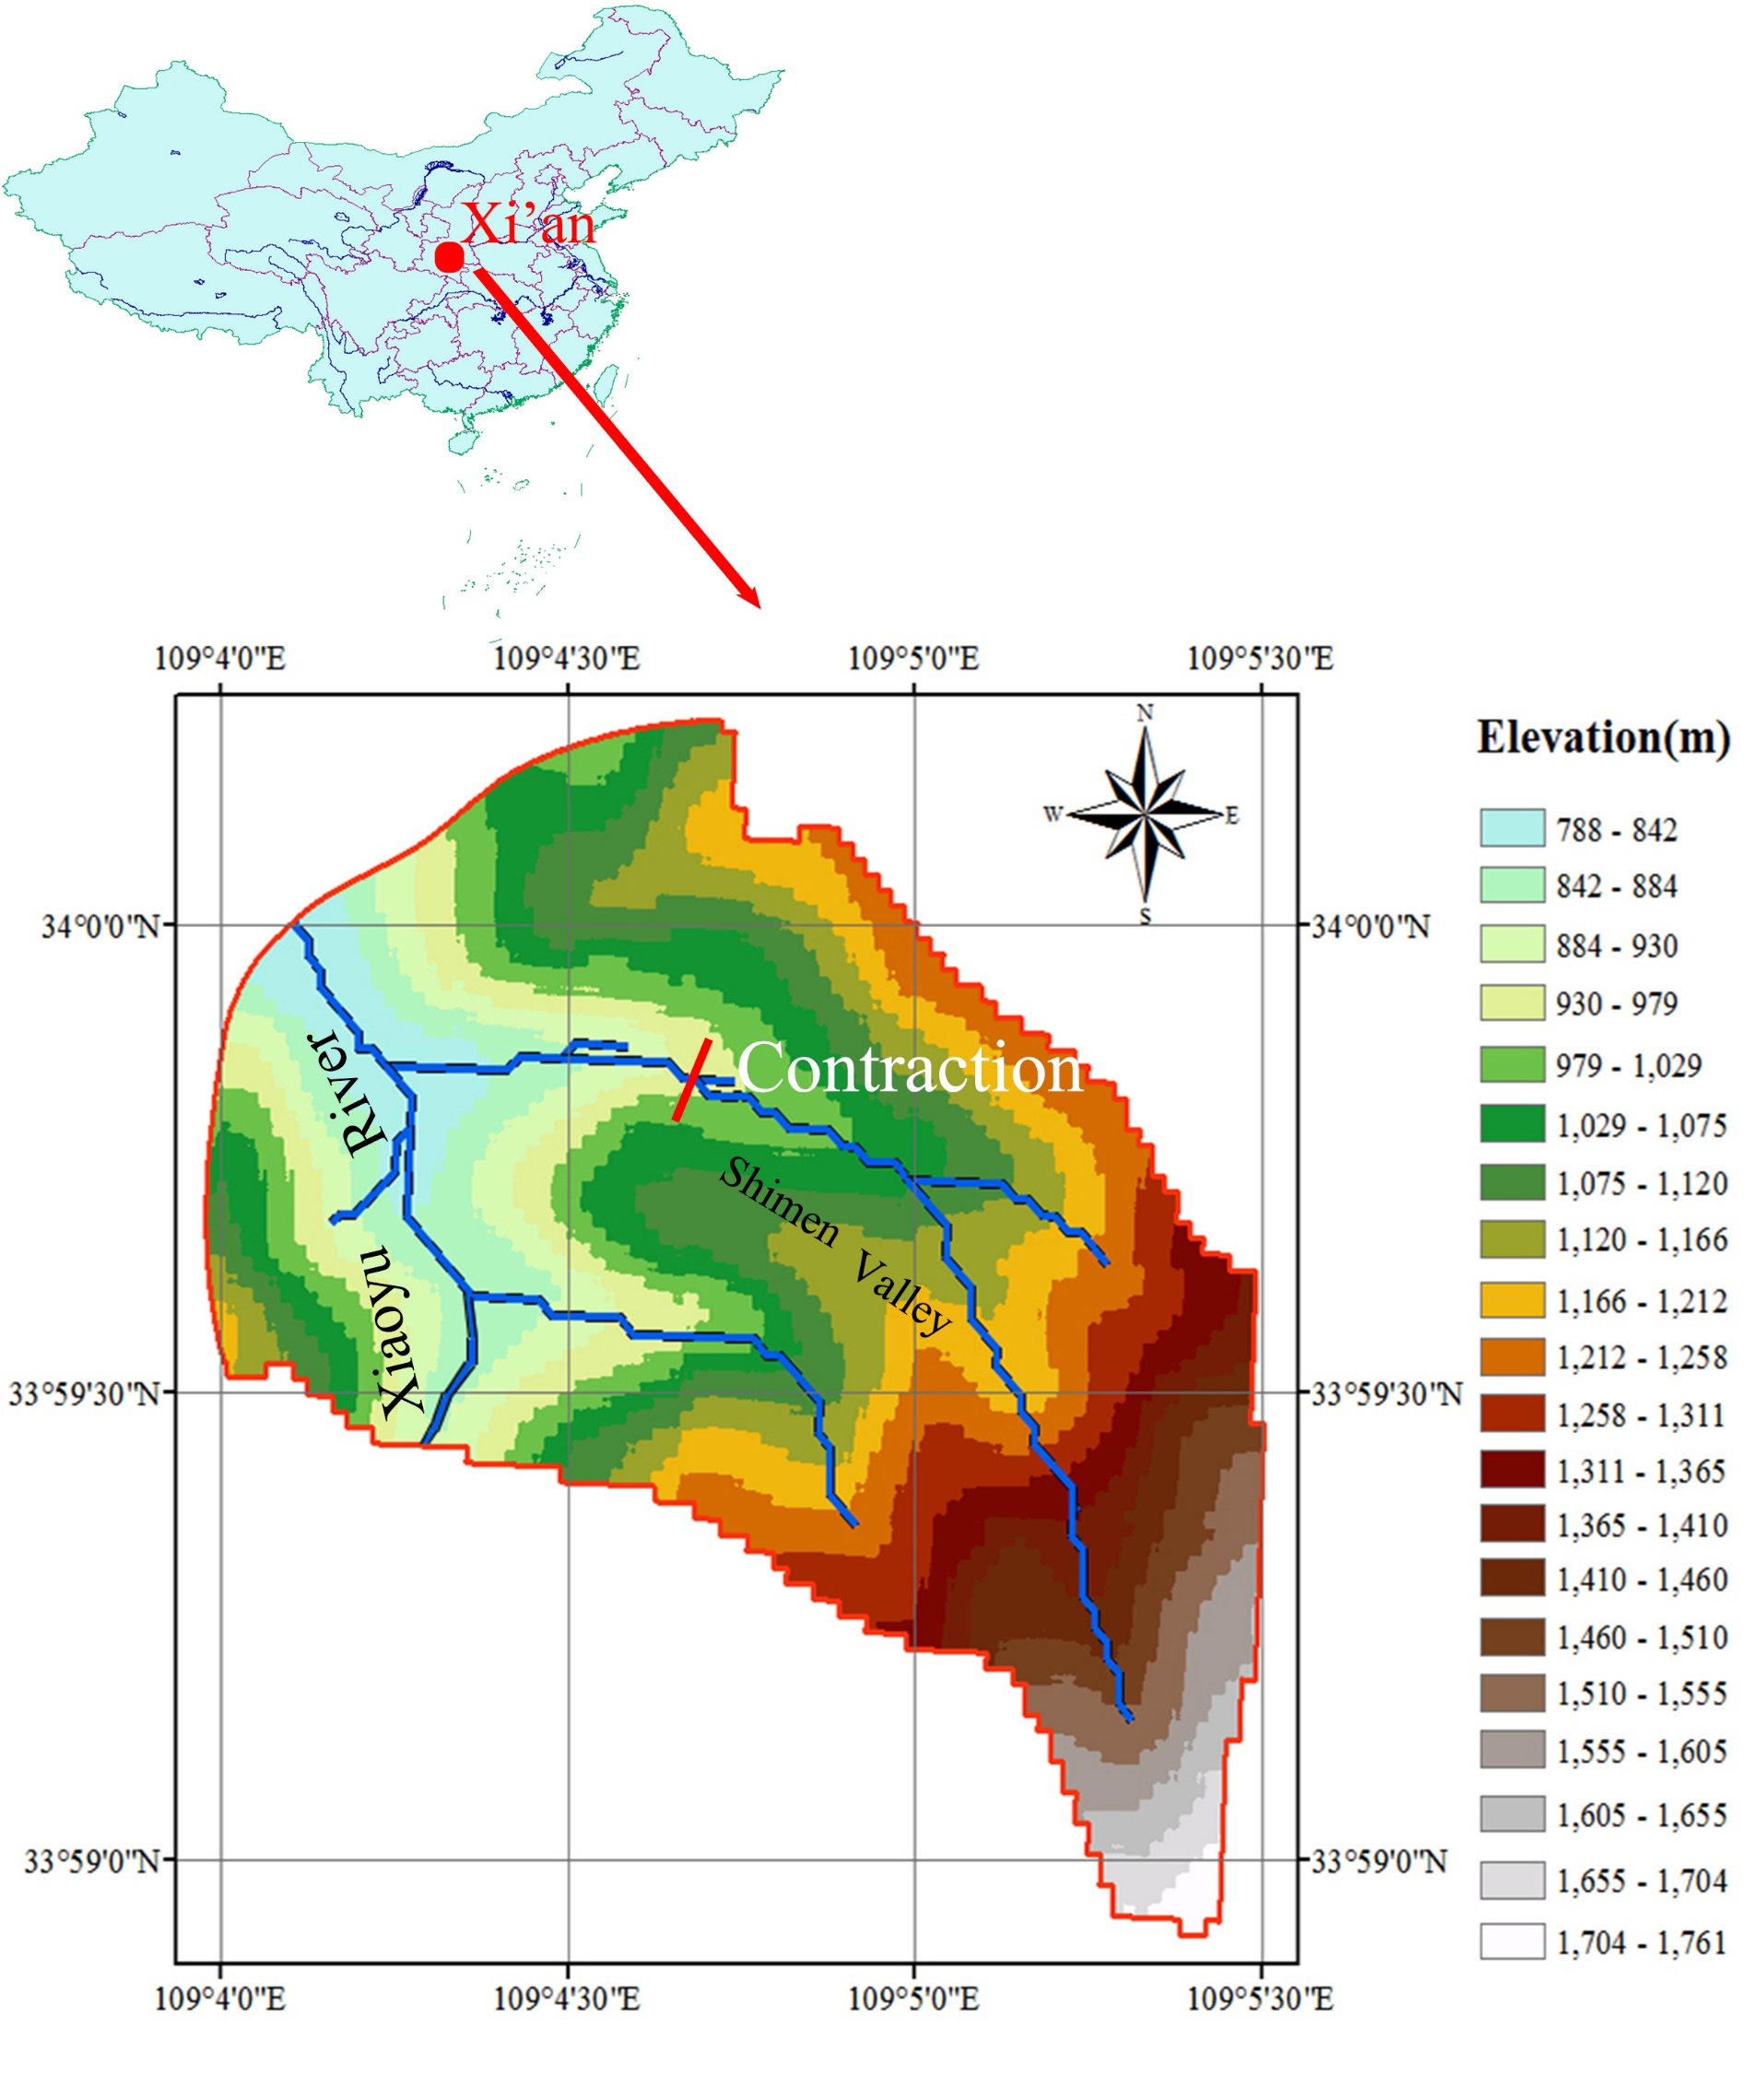 Xi’an
109°4'0"E 109°4'30"E 109°5'0"E 109°5'30"E
N
W E
S
34°0'0"N 34°0'0"N
33°59'30"N 33°59'30"N
33°59'0"N 33°59'0"N
Contraction
Shimen Valley
Xiaoyu River
109°4'0"E 109°4'30"E 109°5'0"E 109°5'30"E
Elevation(m)
788 - 842
842 - 884
884 - 930
930 - 979
979 - 1,029
1,029 - 1,075
1,075 - 1,120
1,120 - 1,166
1,166 - 1,212
1,212 - 1,258
1,258 - 1,311
1,311 - 1,365
1,365 - 1,410
1,410 - 1,460
1,460 - 1,510
1,510 - 1,555
1,555 - 1,605
1,605 - 1,655
1,655 - 1,704
1,704 - 1,761